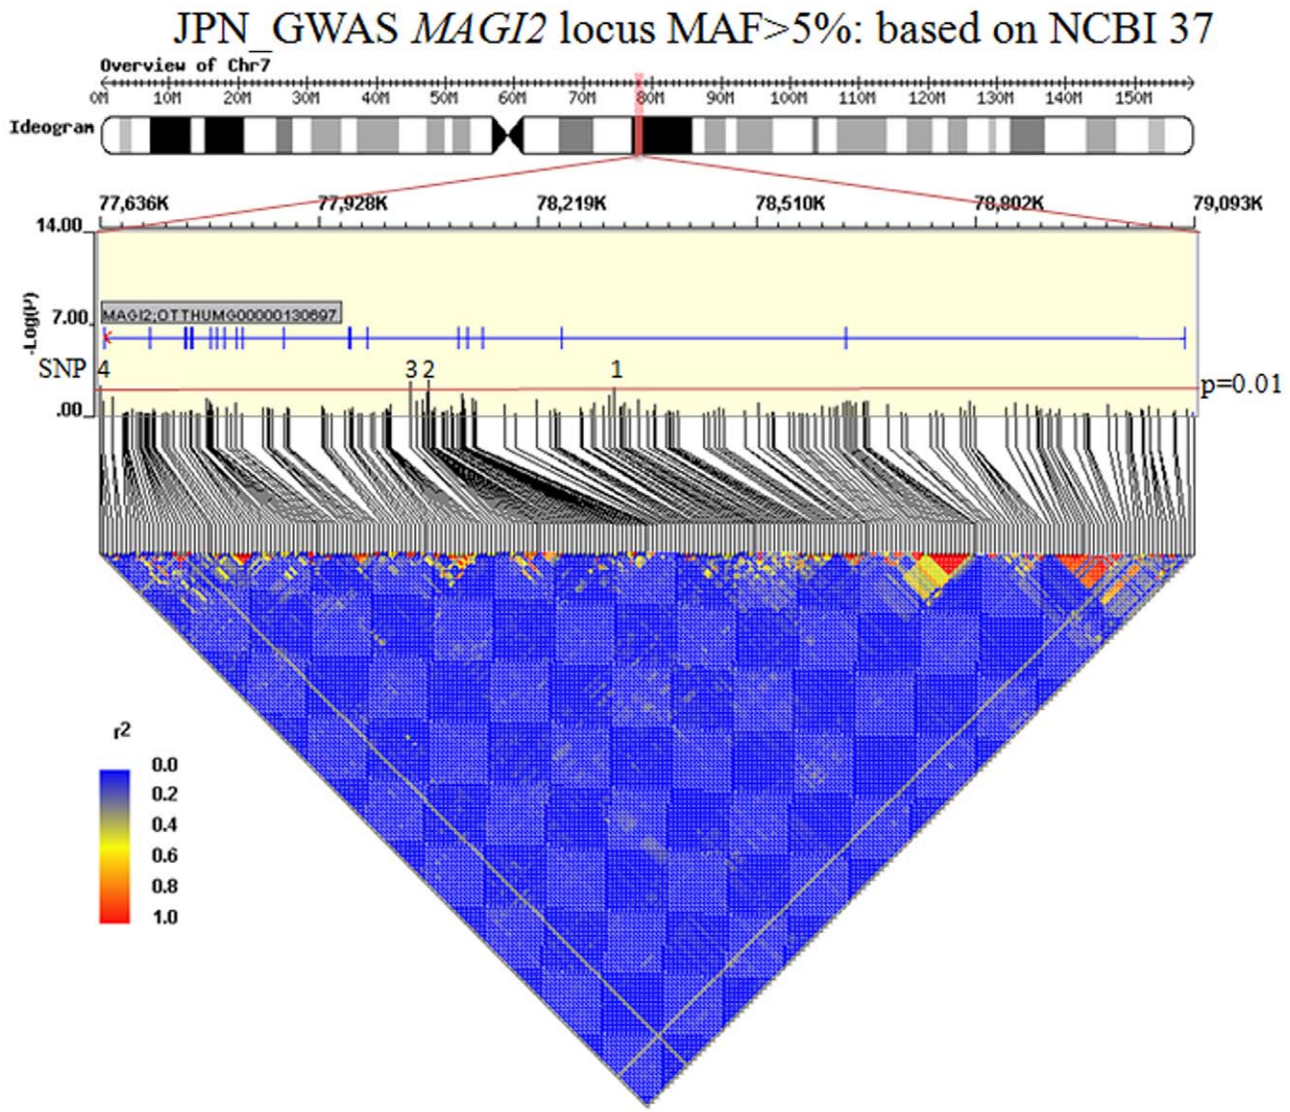 JPN_GWAS MAGI2 locus MAF>5%: based on NCBI 37
Overview of Chr7
0M 10M 20M 30M 40M 50M 60M 70M 80M 90M 100M 110M 120M 130M 140M 150M
Ideogram
77,636K 77,928K 78,219K 78,510K 78,802K 79,093K
14.00
MAGI2;OTTHUMG00000130697
7.00
-Log(P)
SNP 4 3 2 1
p=0.01
.00
r2
0.0
0.2
0.4
0.6
0.8
1.0